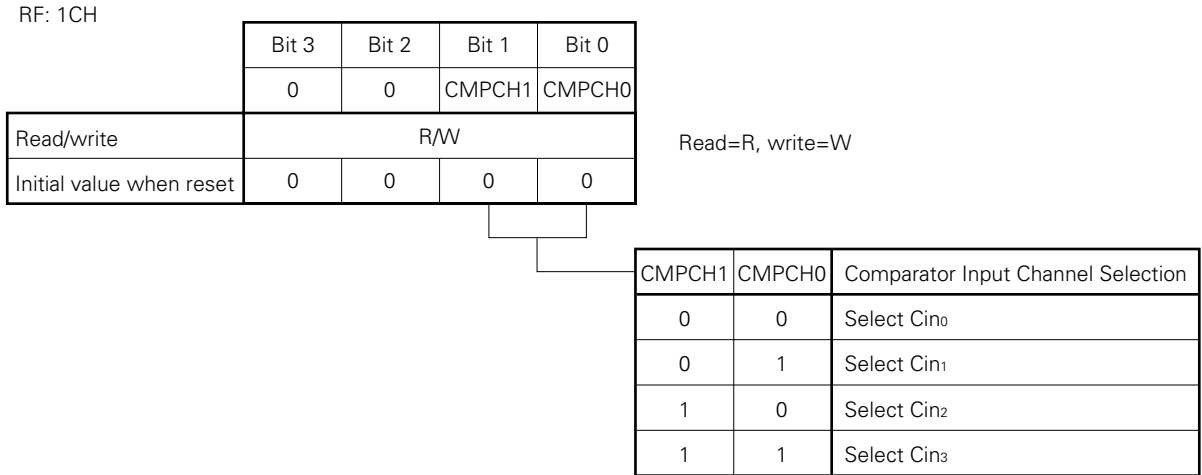 RF: 1CH
Bit 3 Bit 2 Bit 1 Bit 0
0 0 CMPCH1 CMPCH0
Read/write R/W
Read=R, write=W
Initial value when reset 0 0 0 0
CMPCH1 CMPCH0 Comparator Input Channel Selection
0 0 Select Cin₀
0 1 Select Cin₁
1 0 Select Cin₂
1 1 Select Cin₃